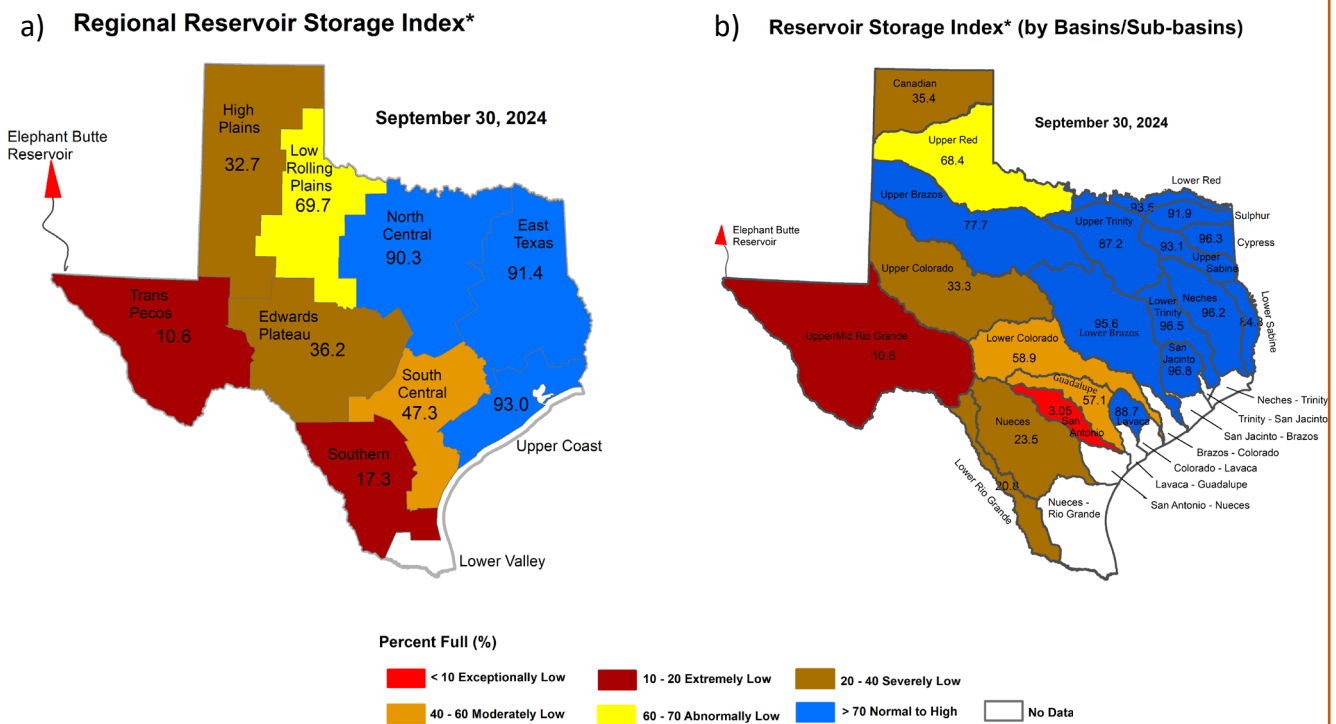 a)
Regional Reservoir Storage Index*
September 30, 2024
Elephant Butte
Reservoir
High
Plains
32.7
Low
Rolling
Plains
69.7
North
Central
90.3
East
Texas
91.4
Trans
Pecos
10.6
Edwards
Plateau
36.2
South
Central
47.3
93.0
Upper Coast
Southern
17.3
Lower Valley
b)
Reservoir Storage Index* (by Basins/Sub-basins)
September 30, 2024
Elephant Butte
Reservoir
Canadian
35.4
Upper Red
68.4
Lower Red
93.5
91.9
Sulphur
Upper Brazos
77.7
Upper Trinity
87.2
93.1
96.3
Cypress
Upper
Sabine
Upper Colorado
33.3
Lower
Trinity
96.5
Neches
96.2
84.8
Lower Sabine
95.6
Lower Brazos
Upper/Mid Rio Grande
10.6
Lower Colorado
58.9
San
Jacinto
96.8
Guadalupe
57.1
3.05
San
Antonio
88.7
Lavaca
Nueces
23.5
20.8
Lower Rio Grande
Nueces -
Rio Grande
Neches - Trinity
Trinity - San Jacinto
San Jacinto - Brazos
Brazos - Colorado
Colorado - Lavaca
Lavaca - Guadalupe
San Antonio - Nueces
Percent Full (%)
< 10 Exceptionally Low
10 - 20 Extremely Low
20 - 40 Severely Low
40 - 60 Moderately Low
60 - 70 Abnormally Low
> 70 Normal to High
No Data